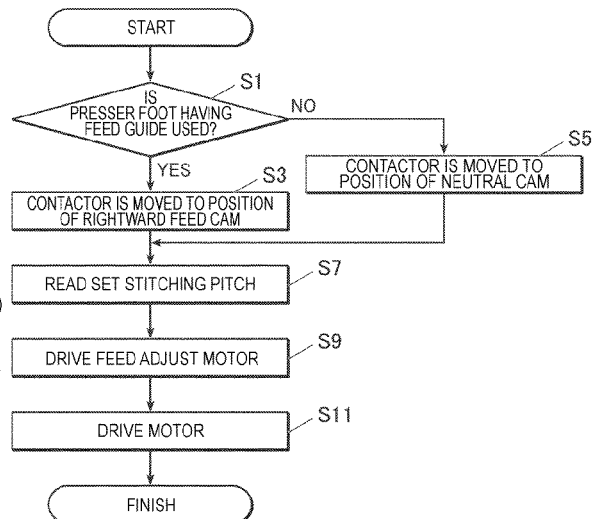 START
S1
IS
PRESSER FOOT HAVING
FEED GUIDE USED?
NO
YES
S5
CONTACTOR IS MOVED TO
POSITION OF NEUTRAL CAM
S3
CONTACTOR IS MOVED TO POSITION
OF RIGHTWARD FEED CAM
S7
READ SET STITCHING PITCH
S9
DRIVE FEED ADJUST MOTOR
S11
DRIVE MOTOR
FINISH